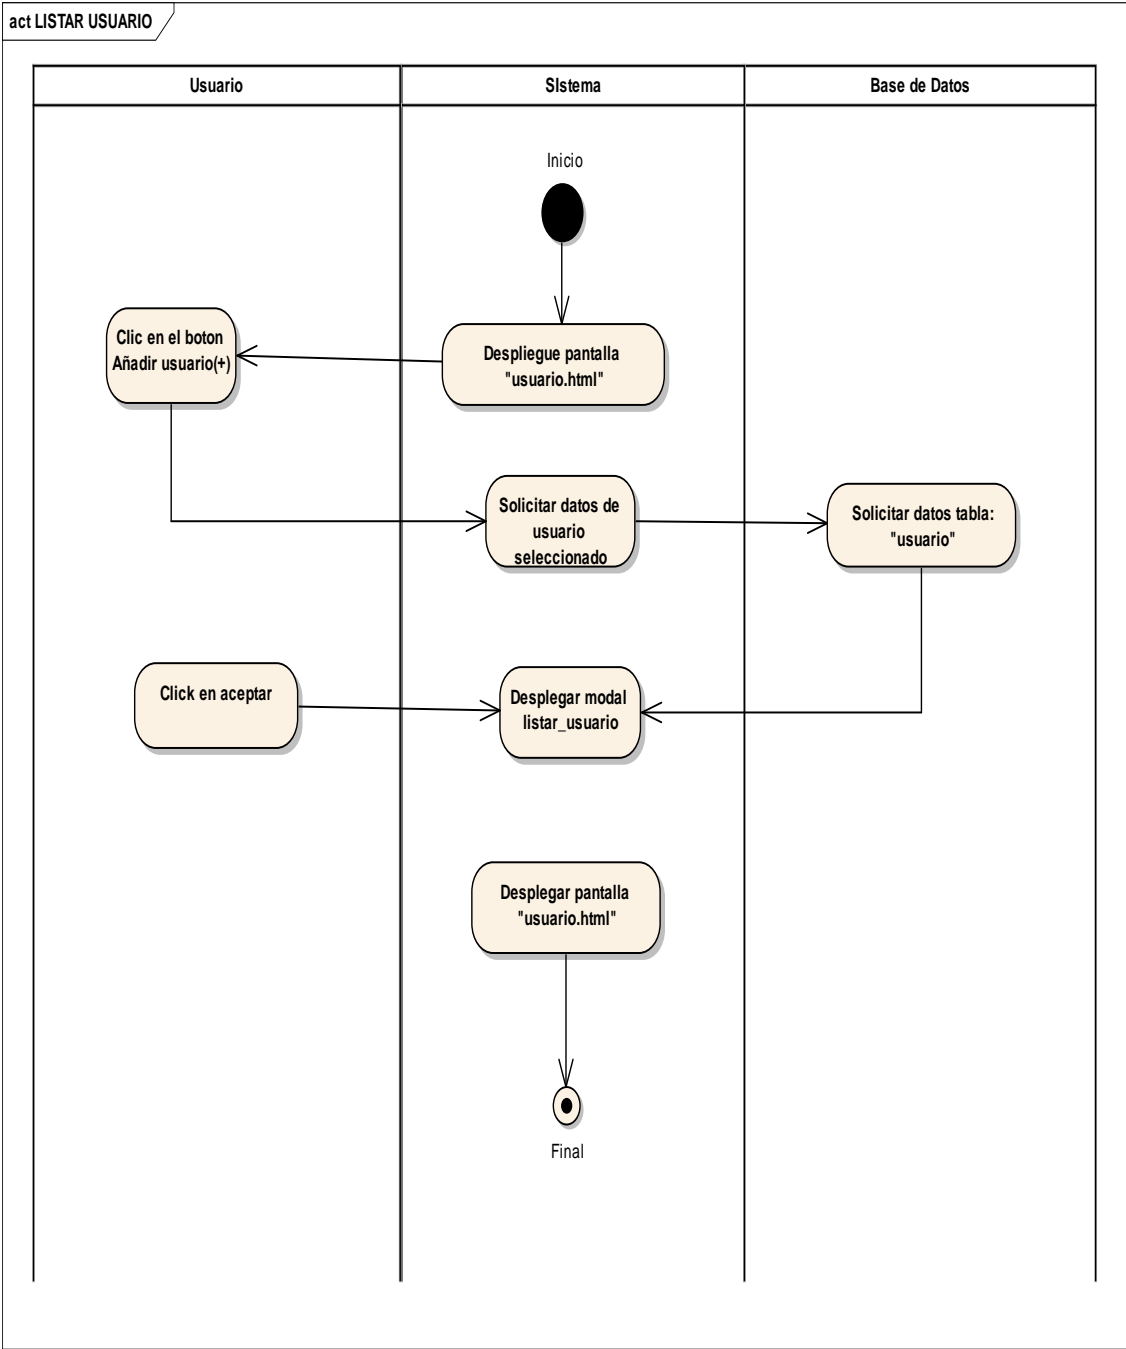 act LISTAR USUARIO
Usuario
SIstema
Base de Datos
Inicio
Clic en el boton
Añadir usuario(+)
Despliegue pantalla
"usuario.html"
Solicitar datos de
usuario
seleccionado
Solicitar datos tabla:
"usuario"
Click en aceptar
Desplegar modal
listar_usuario
Desplegar pantalla
"usuario.html"
Final